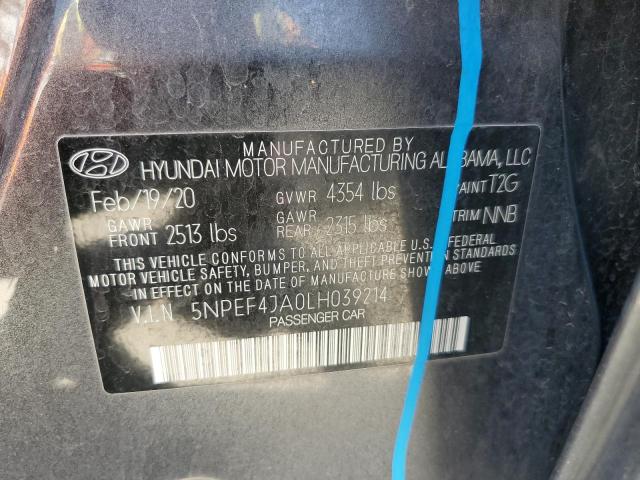 MANUFACTURED BY
HYUNDAI MOTOR MANUFACTURING ALABAMA, LLC
Feb/19/20 GVWR 4354 lbs PAINT T2G
GAWR FRONT 2513 lbs GAWR REAR 2315 lbs TRIM NNB
THIS VEHICLE CONFORMS TO ALL APPLICABLE U.S. FEDERAL
MOTOR VEHICLE SAFETY, BUMPER, AND THEFT PREVENTION STANDARDS
IN EFFECT ON THE DATE OF MANUFACTURE SHOWN ABOVE.
V.I.N 5NPEF4JA0LH039214
PASSENGER CAR